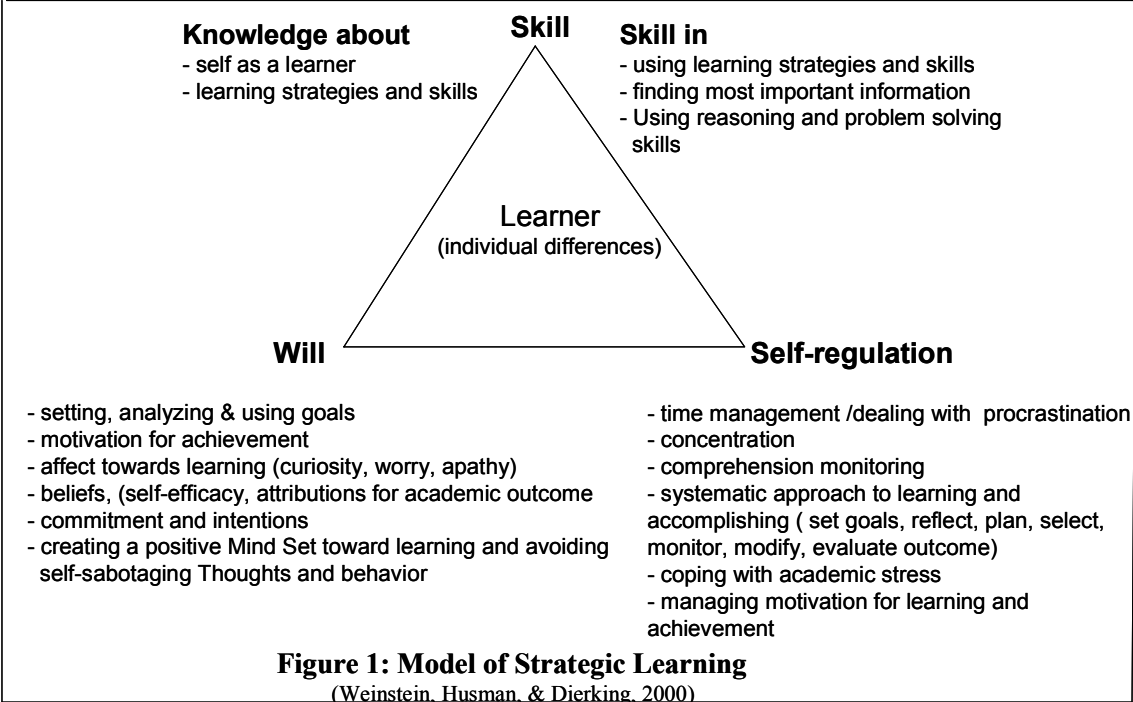 Skill
Knowledge about
- self as a learner
- learning strategies and skills
Skill in
- using learning strategies and skills
- finding most important information
- Using reasoning and problem solving
skills
Learner
(individual differences)
Will
- setting, analyzing & using goals
- motivation for achievement
- affect towards learning (curiosity, worry, apathy)
- beliefs, (self-efficacy, attributions for academic outcome
- commitment and intentions
- creating a positive Mind Set toward learning and avoiding
self-sabotaging Thoughts and behavior
Self-regulation
- time management /dealing with procrastination
- concentration
- comprehension monitoring
- systematic approach to learning and
accomplishing ( set goals, reflect, plan, select,
monitor, modify, evaluate outcome)
- coping with academic stress
- managing motivation for learning and
achievement
Figure 1: Model of Strategic Learning
(Weinstein, Husman, & Dierking, 2000)